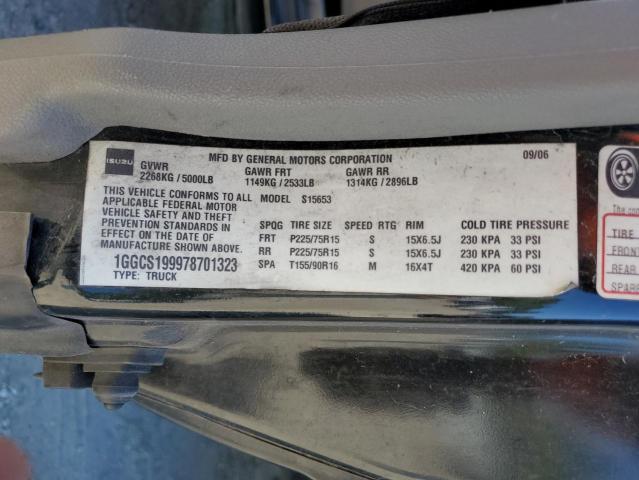 ISUZU
MFD BY GENERAL MOTORS CORPORATION 09/06
GVWR GAWR FRT GAWR RR
2268KG / 5000LB 1149KG / 2533LB 1314KG / 2896LB
THIS VEHICLE CONFORMS TO ALL MODEL S15653
APPLICABLE FEDERAL MOTOR
VEHICLE SAFETY AND THEFT
PREVENTION STANDARDS SPQG TIRE SIZE SPEED RTG RIM COLD TIRE PRESSURE
IN EFFECT ON THE DATE OF FRT P225/75R15 S 15X6.5J 230 KPA 33 PSI
MANUFACTURE SHOWN ABOVE. RR P225/75R15 S 15X6.5J 230 KPA 33 PSI
1GGCS199978701323 SPA T155/90R16 M 16X4T 420 KPA 60 PSI
TYPE: TRUCK
The
TIRE
FRONT
REAR
SPARE